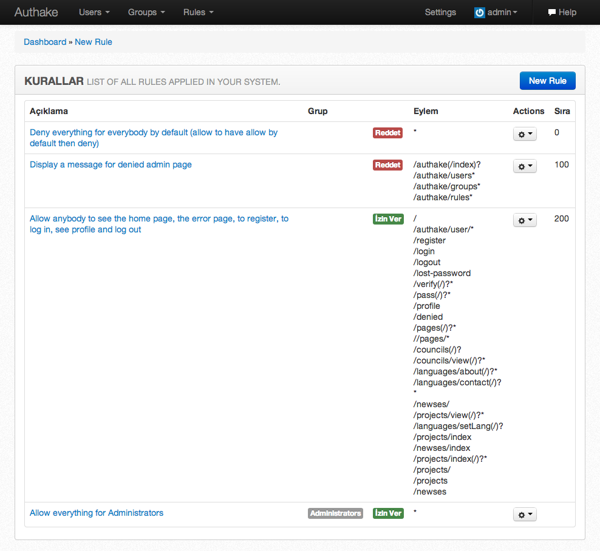 Authake Users Groups Rules Settings admin Help
Dashboard » New Rule
KURALLAR LIST OF ALL RULES APPLIED IN YOUR SYSTEM. New Rule
Açıklama Grup Eylem Actions Sıra
Deny everything for everybody by default (allow to have allow by Reddet * 0
default then deny)
Display a message for denied admin page Reddet /authake(/index)? 100
/authake/users*
/authake/groups*
/authake/rules*
Allow anybody to see the home page, the error page, to register, to İzin Ver / 200
log in, see profile and log out /authake/user/*
/register
/login
/logout
/lost-password
/verify(/)?*
/pass(/)?*
/profile
/denied
/pages(/)?*
//pages/*
/councils(/)?
/councils/view(/)?*
/languages/about(/)?*
/languages/contact(/)?
*
/newses/
/projects/view(/)?*
/languages/setLang(/)?
/projects/index
/newses/index
/projects/index(/)?*
/projects/
/projects
/newses
Allow everything for Administrators Administrators İzin Ver *